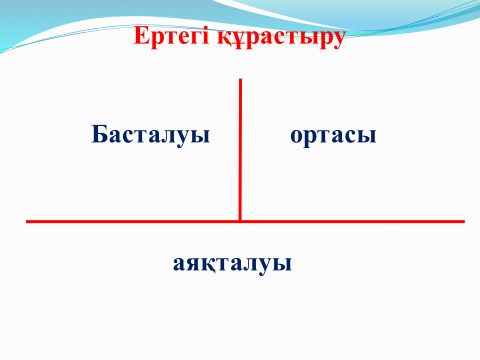 Ертегі құрастыру
Басталуы
ортасы
аяқталуы